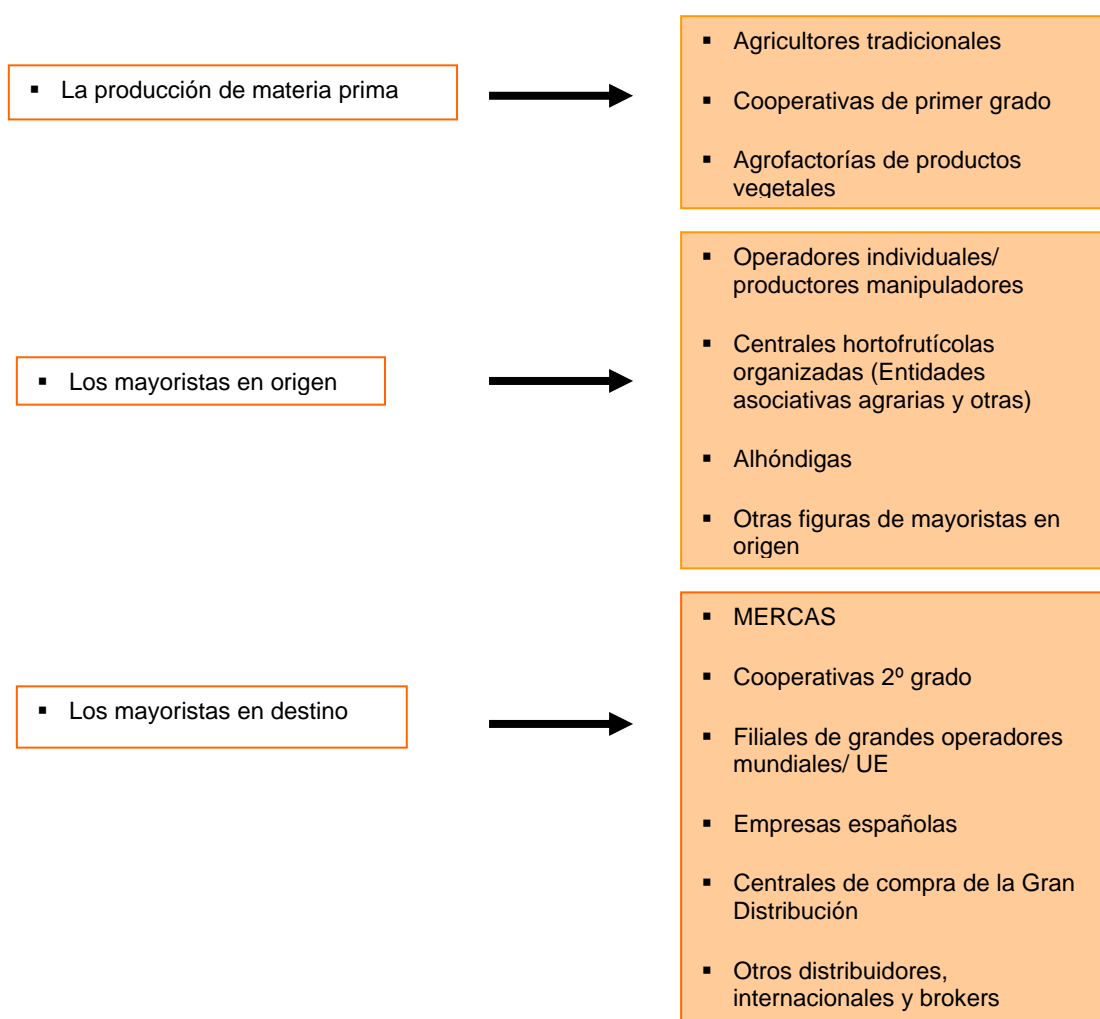 ▪ La producción de materia prima
▪ Agricultores tradicionales
▪ Cooperativas de primer grado
▪ Agrofactorías de productos
vegetales
▪ Los mayoristas en origen
▪ Operadores individuales/
productores manipuladores
▪ Centrales hortofrutícolas
organizadas (Entidades
asociativas agrarias y otras)
▪ Alhóndigas
▪ Otras figuras de mayoristas en
origen
▪ Los mayoristas en destino
▪ MERCAS
▪ Cooperativas 2º grado
▪ Filiales de grandes operadores
mundiales/ UE
▪ Empresas españolas
▪ Centrales de compra de la Gran
Distribución
▪ Otros distribuidores,
internacionales y brokers